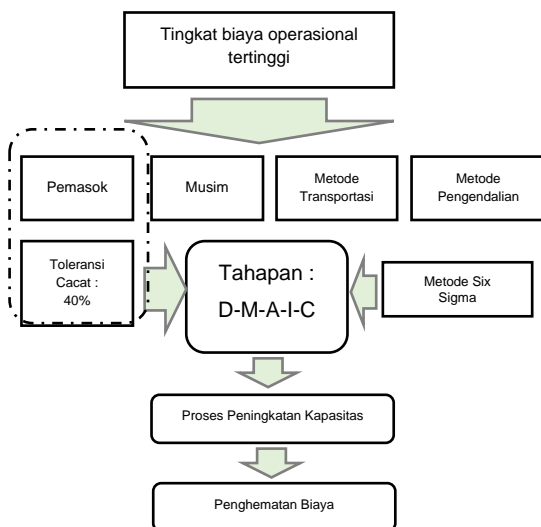 Tingkat biaya operasional
tertinggi
Pemasok
Musim
Metode
Transportasi
Metode
Pengendalian
Toleransi
Cacat :
40%
Tahapan :
D-M-A-I-C
Metode Six
Sigma
Proses Peningkatan Kapasitas
Penghematan Biaya